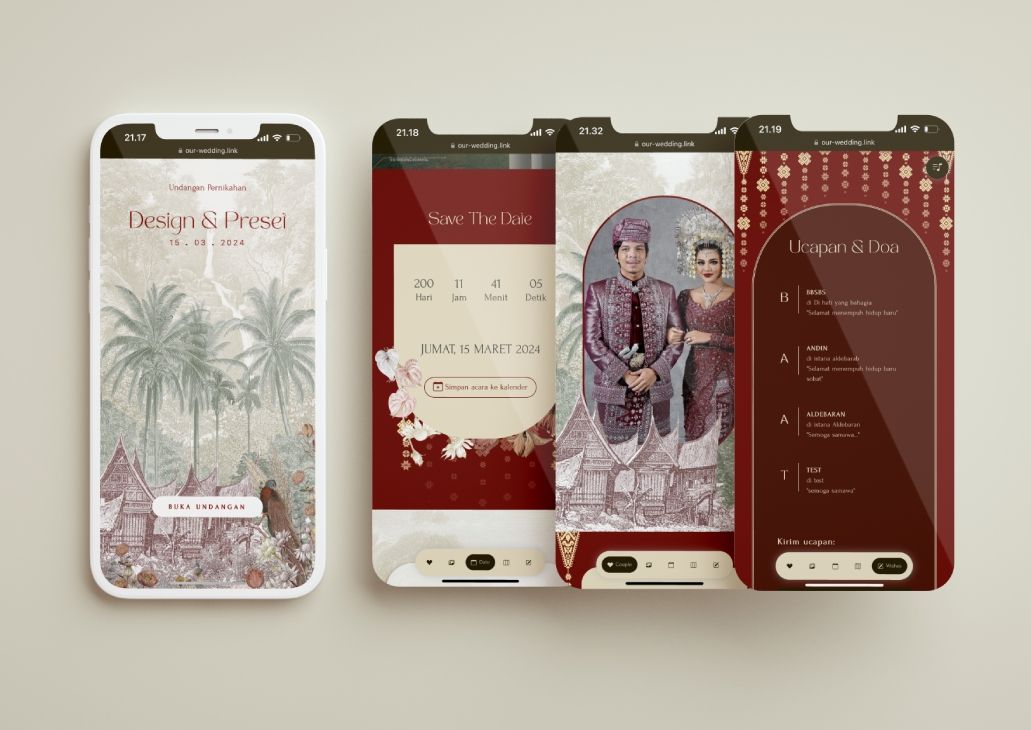 21.17
our-wedding.link
Undangan Pernikahan
Design & Preset
15 . 03 . 2024
BUKA UNDANGAN
21.18
our-wedding.link
Save The Date
200 11 41 05
Hari Jam Menit Detik
JUMAT, 15 MARET 2024
Simpan acara ke kalender
Date
21.32
our-wedding.link
Couple
21.19
our-wedding.link
Ucapan & Doa
B
BBSBS
di Di hati yang bahagia
"Selamat menempuh hidup baru"
A
ANDIN
di istana aldebarab
"Selamat menempuh hidup baru
sobat"
A
ALDEBARAN
di istana Aldebaran
"Semoga samawa..."
T
TEST
di test
"semoga samawa"
Kirim ucapan:
Wishes